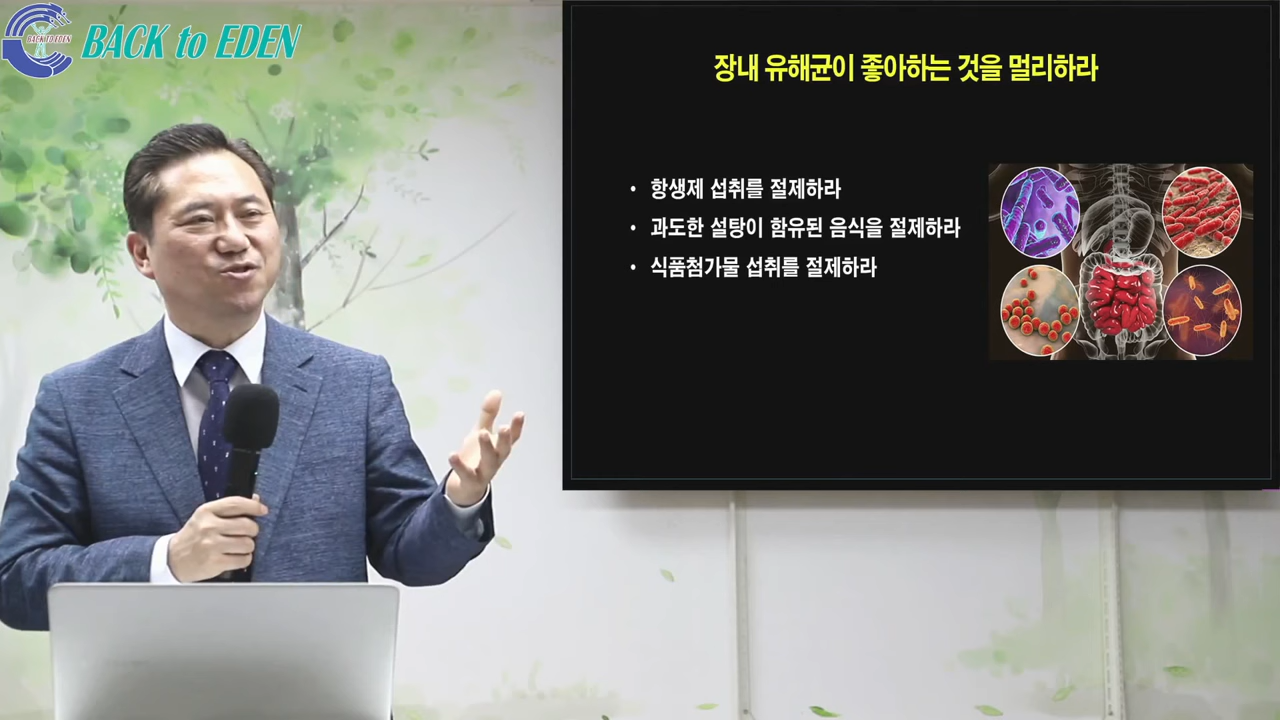 BACK to EDEN
BACK TO EDEN
장내 유해균이 좋아하는 것을 멀리하라
• 항생제 섭취를 절제하라
• 과도한 설탕이 함유된 음식을 절제하라
• 식품첨가물 섭취를 절제하라